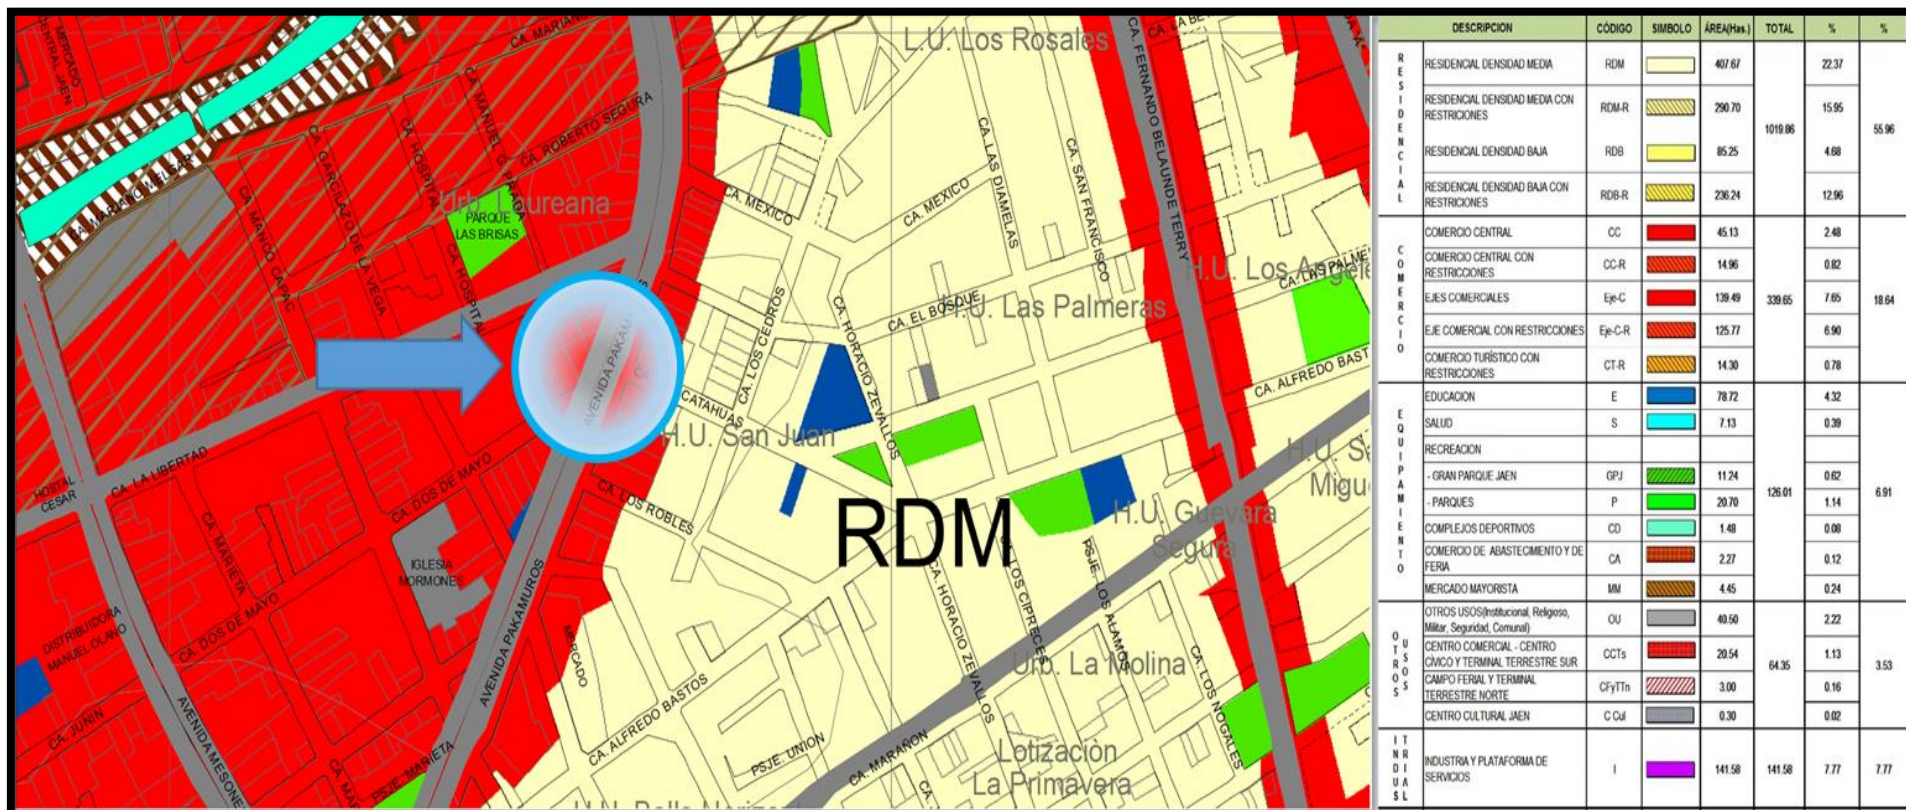 MERCADO
CENTRAL JAEN
CA. MARIANO MELGAR
CA. MANCO CAPAC
CA. GARCILAZO DE LA VEGA
CA. HOSPITAL
CA. MANUEL G. PRADA
CA. ROBERTO SEGURA
Urb. Laureana
PARQUE
LAS BRISAS
CA. HOSPITAL
CA. LA LIBERTAD
HOSTAL
CESAR
CA. MARIETA
CA. DOS DE MAYO
IGLESIA
MORMONES
DISTRIBUIDORA
MANUEL OLANO
CA. DOS DE MAYO
CA. JUNIN
AVENIDA MESONES
PSJE. MARIETA
AVENIDA PAKAMUROS
AVENIDA PAKAM
MERCADO
L.U. Los Rosales
CA. MEXICO
CA. MEXICO
CA. LAS DIAMELAS
CA. SAN FRANCISCO
CA. FERNANDO BELAUNDE TERRY
CA. LOS CEDROS
CA. HORACIO ZEVALLOS
CA. EL BOSQUE
H.U. Las Palmeras
H.U. Los Angele
CA. LAS PALME
CA. ALFREDO BAST
CATAHUAS
H.U. San Juan
CA. LOS ROBLES
RDM
H.U. Guevara
Segura
H.U. S
Migu
CA. HORACIO ZEVALLOS
LOS CIPRECES
PSJE. LOS ALAMOS
CA. LOS NOGALES
Urb. La Molina
CA. ALFREDO BASTOS
PSJE. UNION
CA. MARAÑON
Lotización
La Primavera
DESCRIPCION CÓDIGO SIMBOLO ÁREA(Has.) TOTAL % %
RESIDENCIAL
RESIDENCIAL DENSIDAD MEDIA RDM 407.67 22.37
RESIDENCIAL DENSIDAD MEDIA CON
RESTRICIONES RDM-R 290.70 15.95
1019.86 55.96
RESIDENCIAL DENSIDAD BAJA RDB 85.25 4.68
RESIDENCIAL DENSIDAD BAJA CON
RESTRICIONES RDB-R 236.24 12.96
COMERCIO
COMERCIO CENTRAL CC 45.13 2.48
COMERCIO CENTRAL CON
RESTRICCIONES CC-R 14.96 0.82
EJES COMERCIALES Eje-C 139.49 339.65 7.65 18.64
EJE COMERCIAL CON RESTRICCIONES Eje-C-R 125.77 6.90
COMERCIO TURÍSTICO CON
RESTRICCIONES CT-R 14.30 0.78
EQUIPAMIENTO
EDUCACION E 78.72 4.32
SALUD S 7.13 0.39
RECREACION
- GRAN PARQUE JAEN GPJ 11.24 0.62
126.01 6.91
- PARQUES P 20.70 1.14
COMPLEJOS DEPORTIVOS CD 1.48 0.08
COMERCIO DE ABASTECIMIENTO Y DE
FERIA CA 2.27 0.12
MERCADO MAYORISTA MM 4.45 0.24
OTROS USOS
OTROS USOS(Institucional, Religioso,
Militar, Seguridad, Comunal) OU 40.50 2.22
CENTRO COMERCIAL - CENTRO
CÍVICO Y TERMINAL TERRESTRE SUR CCTs 20.54 64.35 1.13 3.53
CAMPO FERIAL Y TERMINAL
TERRESTRE NORTE CFyTTn 3.00 0.16
CENTRO CULTURAL JAEN C Cul 0.30 0.02
INDUSTRIAL
INDUSTRIA Y PLATAFORMA DE
SERVICIOS I 141.58 141.58 7.77 7.77